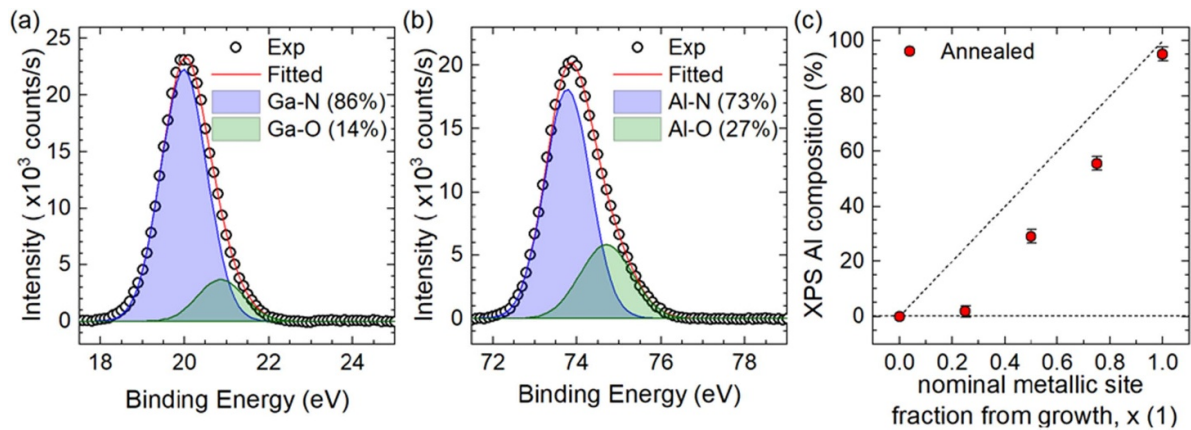 (a)
25
20
15
10
5
0
Intensity ( x10³ counts/s)
Exp
Fitted
Ga-N (86%)
Ga-O (14%)
18 20 22 24
Binding Energy (eV)
(b)
20
15
10
5
0
Intensity ( x10³ counts/s)
Exp
Fitted
Al-N (73%)
Al-O (27%)
72 74 76 78
Binding Energy (eV)
(c)
100
80
60
40
20
0
XPS Al composition (%)
Annealed
0.0 0.2 0.4 0.6 0.8 1.0
nominal metallic site
fraction from growth, x (1)